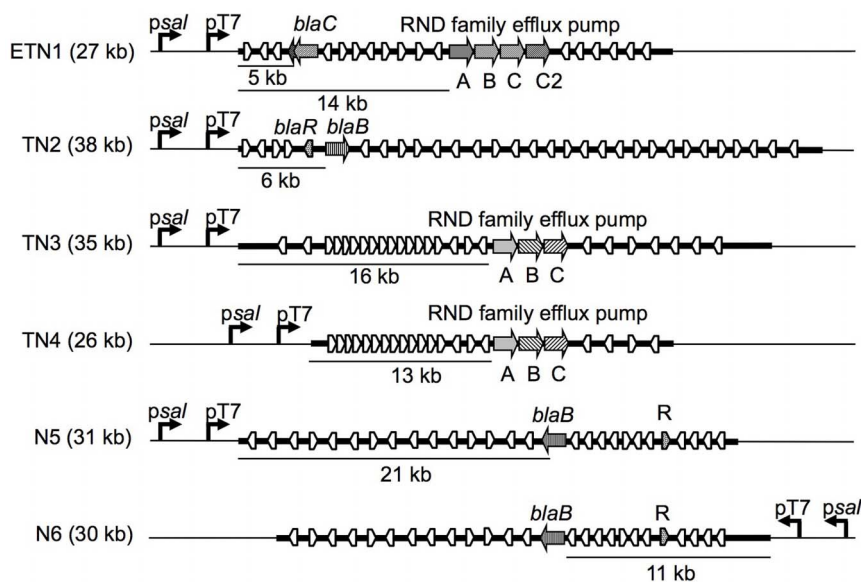 psal pT7 blaC RND family efflux pump
ETN1 (27 kb)
5 kb A B C C2
14 kb
psal pT7 blaR blaB
TN2 (38 kb)
6 kb
psal pT7 RND family efflux pump
TN3 (35 kb)
16 kb A B C
psal pT7 RND family efflux pump
TN4 (26 kb)
13 kb A B C
psal pT7 blaB R
N5 (31 kb)
21 kb
blaB R pT7 psal
N6 (30 kb)
11 kb